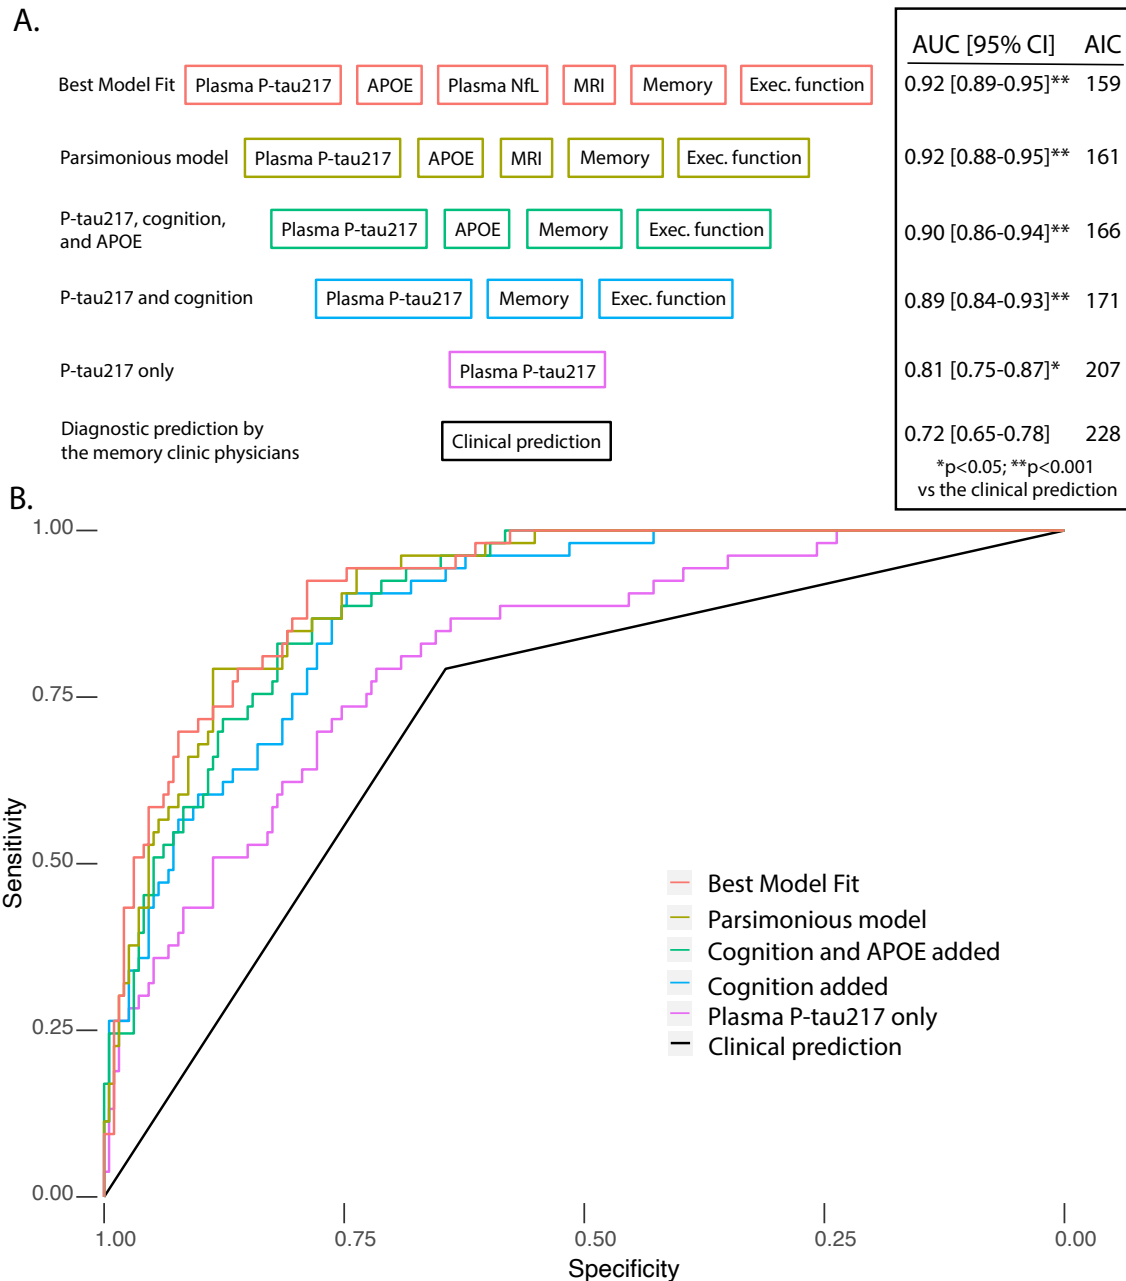 A.
AUC [95% CI] AIC
Best Model Fit Plasma P-tau217 APOE Plasma NfL MRI Memory Exec. function 0.92 [0.89-0.95]** 159
Parsimonious model Plasma P-tau217 APOE MRI Memory Exec. function 0.92 [0.88-0.95]** 161
P-tau217, cognition,
and APOE Plasma P-tau217 APOE Memory Exec. function 0.90 [0.86-0.94]** 166
P-tau217 and cognition Plasma P-tau217 Memory Exec. function 0.89 [0.84-0.93]** 171
P-tau217 only Plasma P-tau217 0.81 [0.75-0.87]* 207
Diagnostic prediction by
the memory clinic physicians Clinical prediction 0.72 [0.65-0.78] 228
*p<0.05; **p<0.001
vs the clinical prediction
B.
1.00
0.75
0.50
0.25
0.00
Sensitivity
Best Model Fit
Parsimonious model
Cognition and APOE added
Cognition added
Plasma P-tau217 only
Clinical prediction
1.00 0.75 0.50 0.25 0.00
Specificity